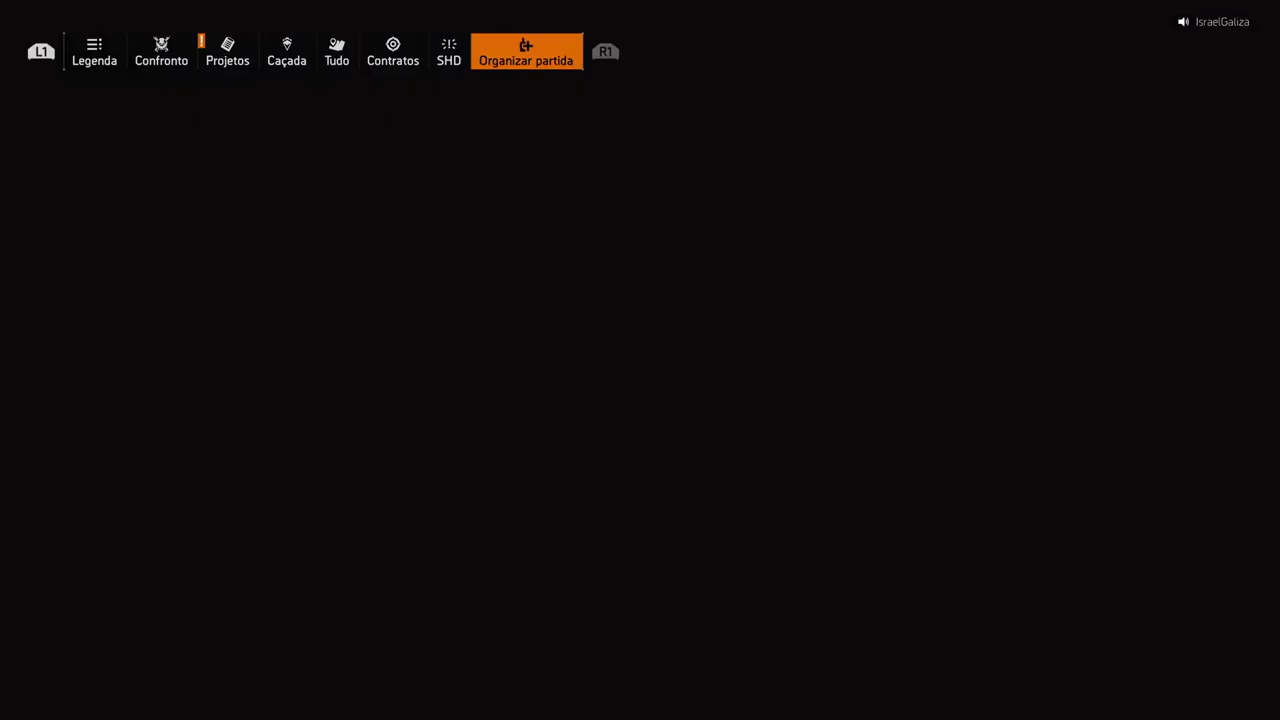 IsraelGaliza
L1
Legenda
Confronto
!
Projetos
Caçada
Tudo
Contratos
SHD
Organizar partida
R1